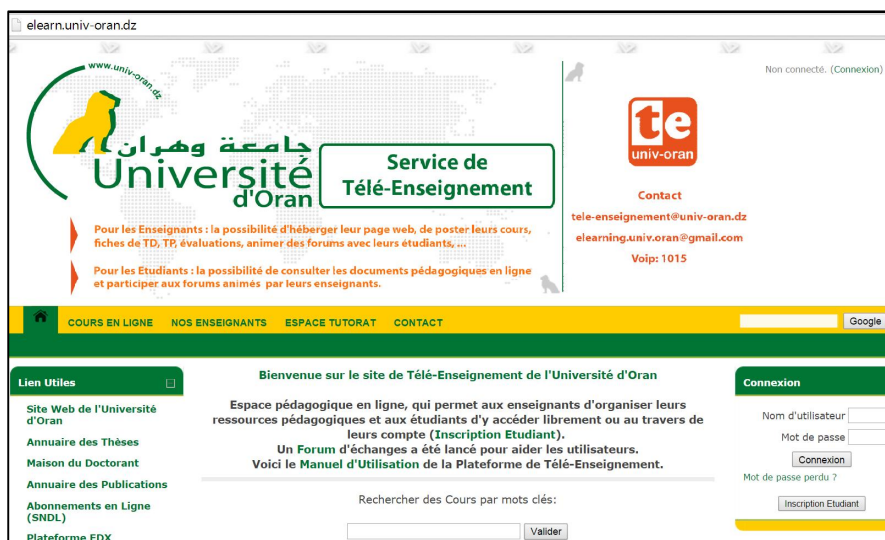 elearn.univ-oran.dz
www.univ-oran.dz
جامعة وهران
Université
d'Oran
Service de
Télé-Enseignement
Pour les Enseignants : la possibilité d'héberger leur page web, de poster leurs cours,
fiches de TD, TP, évaluations, animer des forums avec leurs étudiants, ...
Pour les Etudiants : la possibilité de consulter les documents pédagogiques en ligne
et participer aux forums animés par leurs enseignants.
Non connecté. (Connexion)
te
univ-oran
Contact
tele-enseignement@univ-oran.dz
elearning.univ.oran@gmail.com
Voip: 1015
COURS EN LIGNE NOS ENSEIGNANTS ESPACE TUTORAT CONTACT
Google
Lien Utiles
Site Web de l'Université
d'Oran
Annuaire des Thèses
Maison du Doctorant
Annuaire des Publications
Abonnements en Ligne
(SNDL)
Plateforme EDX
Bienvenue sur le site de Télé-Enseignement de l'Université d'Oran
Espace pédagogique en ligne, qui permet aux enseignants d'organiser leurs
ressources pédagogiques et aux étudiants d'y accéder librement ou au travers de
leurs compte (Inscription Etudiant).
Un Forum d'échanges a été lancé pour aider les utilisateurs.
Voici le Manuel d'Utilisation de la Plateforme de Télé-Enseignement.
Rechercher des Cours par mots clés:
Valider
Connexion
Nom d'utilisateur
Mot de passe
Connexion
Mot de passe perdu ?
Inscription Etudiant